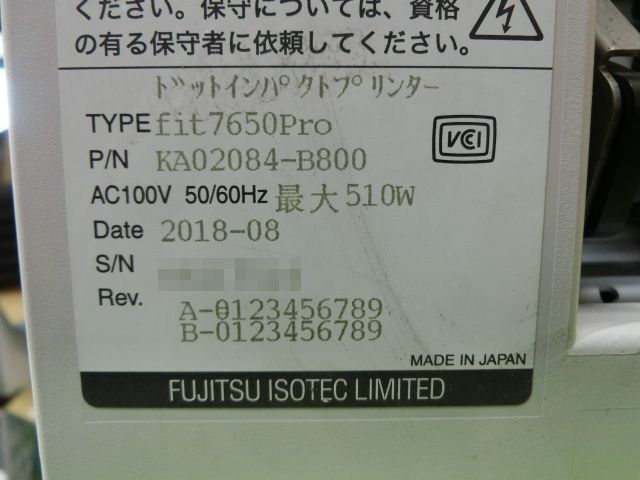 ください。保守については、資格
の有る保守者に依頼してください。
ﾄﾞｯﾄインﾊﾟクトﾌﾟリンター
TYPE fit7650Pro
P/N KA02084-B800
VCCI
AC100V 50/60Hz 最大510W
Date 2018-08
S/N
Rev. A-0123456789
B-0123456789
MADE IN JAPAN
FUJITSU ISOTEC LIMITED